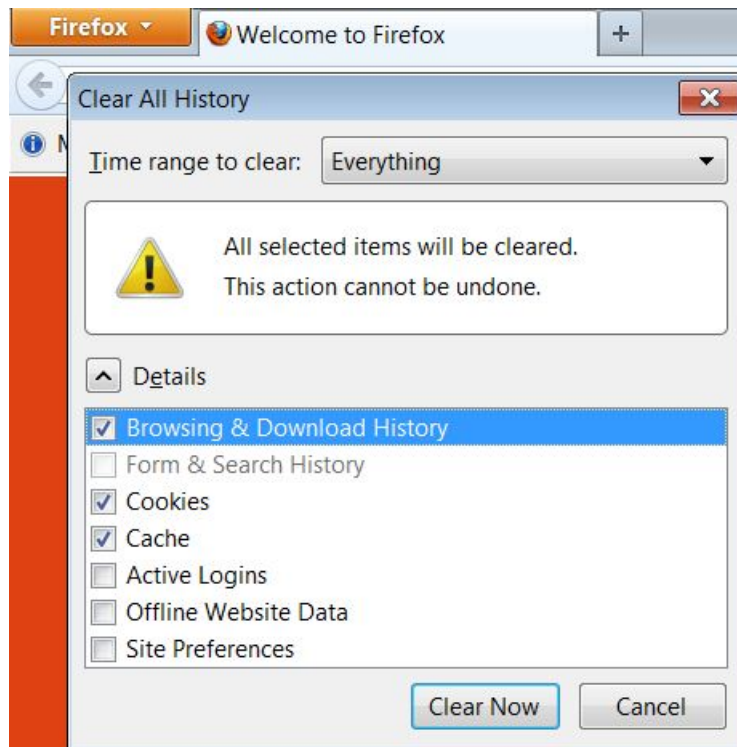 Firefox
Welcome to Firefox
+
Clear All History
Time range to clear: Everything
All selected items will be cleared.
This action cannot be undone.
Details
Browsing & Download History
Form & Search History
Cookies
Cache
Active Logins
Offline Website Data
Site Preferences
Clear Now Cancel